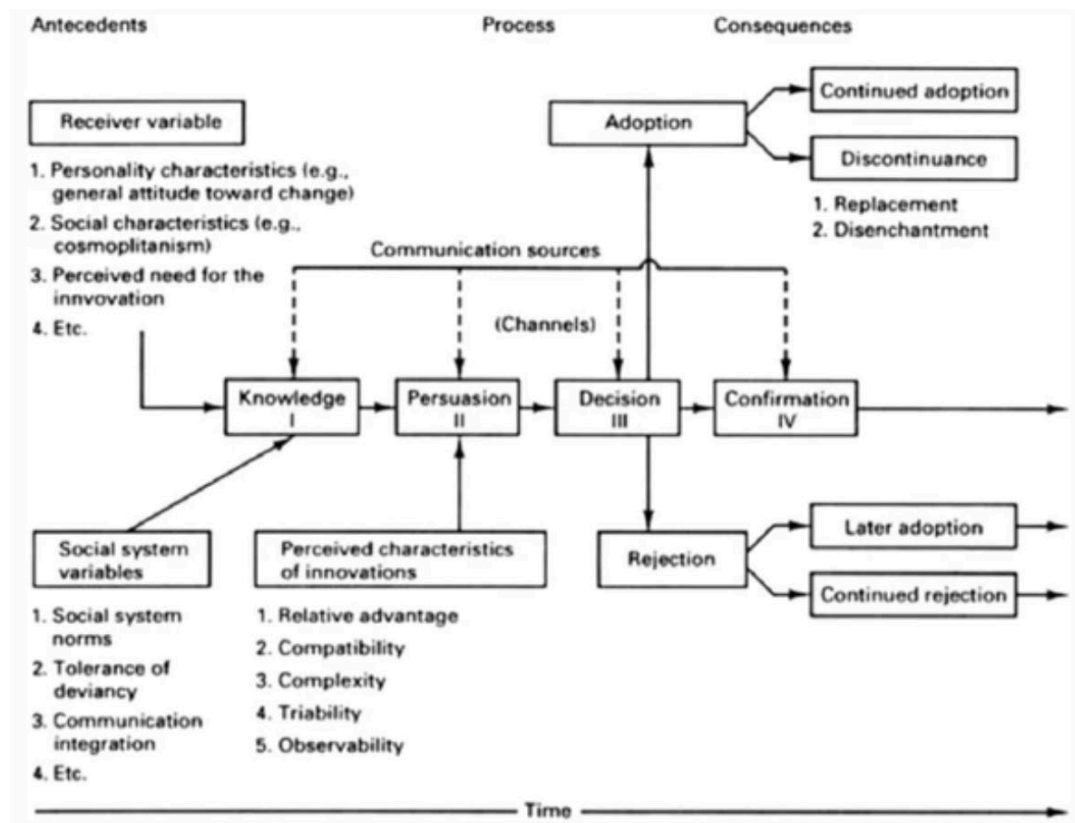 Antecedents
Process
Consequences
Receiver variable
1. Personality characteristics (e.g.,
general attitude toward change)
2. Social characteristics (e.g.,
cosmoplitanism)
3. Perceived need for the
innvovation
4. Etc.
Adoption
Continued adoption
Discontinuance
1. Replacement
2. Disenchantment
Communication sources
(Channels)
Knowledge
I
Persuasion
II
Decision
III
Confirmation
IV
Social system
variables
1. Social system
norms
2. Tolerance of
deviancy
3. Communication
integration
4. Etc.
Perceived characteristics
of innovations
1. Relative advantage
2. Compatibility
3. Complexity
4. Triability
5. Observability
Rejection
Later adoption
Continued rejection
Time